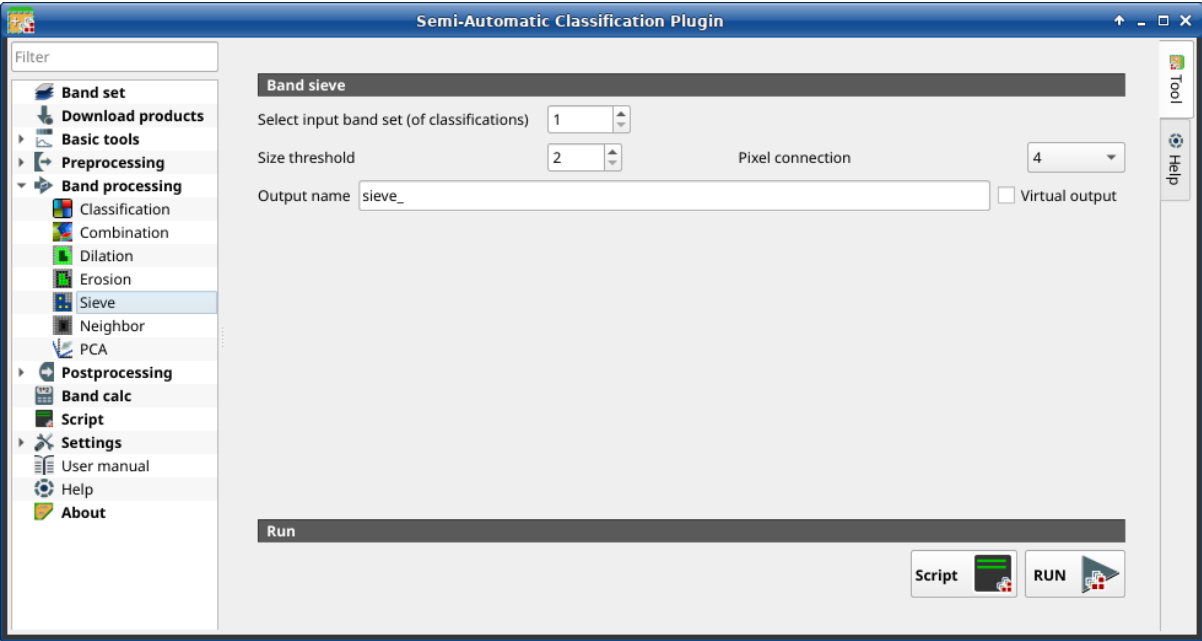 Semi-Automatic Classification Plugin
Filter
Band set
Download products
Basic tools
Preprocessing
Band processing
Classification
Combination
Dilation
Erosion
Sieve
Neighbor
PCA
Postprocessing
Band calc
Script
Settings
User manual
Help
About
Band sieve
Select input band set (of classifications) 1
Size threshold 2 Pixel connection 4
Output name sieve_ Virtual output
Run
Script RUN
Tool
Help